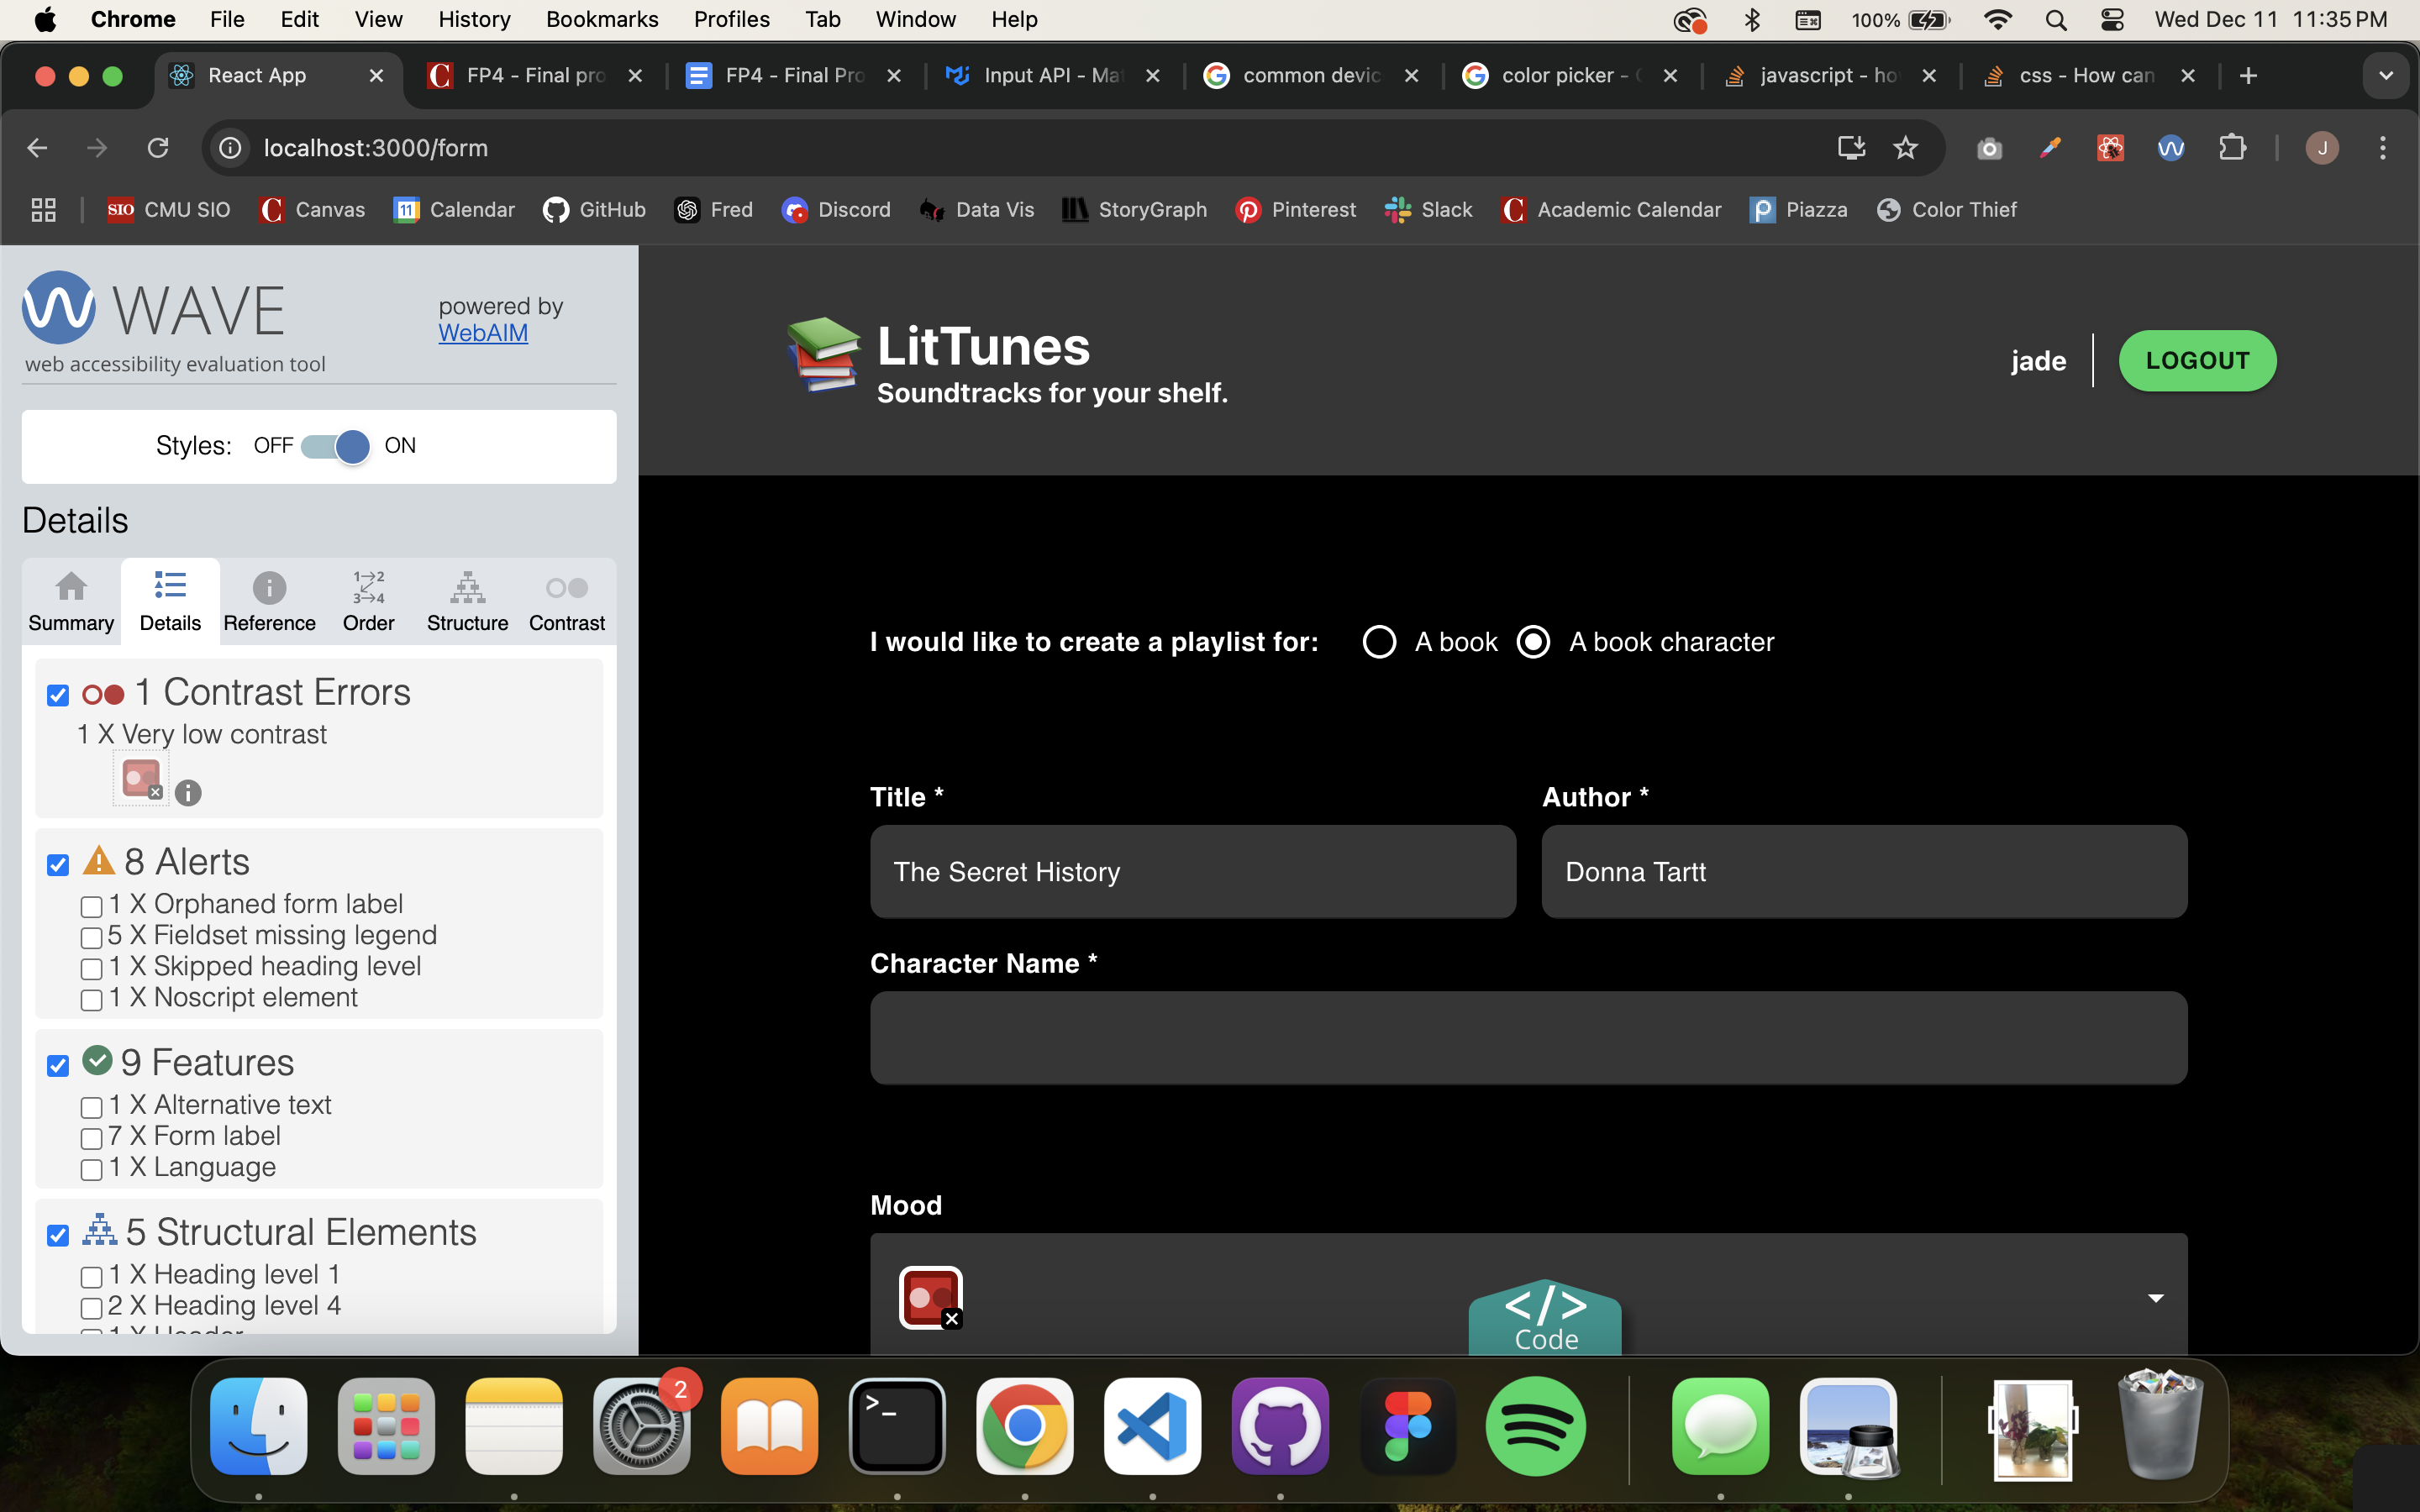 Chrome File Edit View History Bookmarks Profiles Tab Window Help 100% Wed Dec 11 11:35 PM
React App FP4 - Final pro FP4 - Final Pro Input API - Ma common devic color picker - javascript - ho css - How can
localhost:3000/form J
SIO CMU SIO Canvas 11 Calendar GitHub Fred Discord Data Vis StoryGraph Pinterest Slack Academic Calendar Piazza Color Thief
WAVE
powered by
WebAIM
web accessibility evaluation tool
Styles: OFF ON
Details
Summary Details Reference Order Structure Contrast
1 Contrast Errors
1 X Very low contrast
8 Alerts
1 X Orphaned form label
5 X Fieldset missing legend
1 X Skipped heading level
1 X Noscript element
9 Features
1 X Alternative text
7 X Form label
1 X Language
5 Structural Elements
1 X Heading level 1
2 X Heading level 4
1 X Header
LitTunes
Soundtracks for your shelf.
jade LOGOUT
I would like to create a playlist for: A book A book character
Title * Author *
The Secret History Donna Tartt
Character Name *
Mood
</>
Code
2